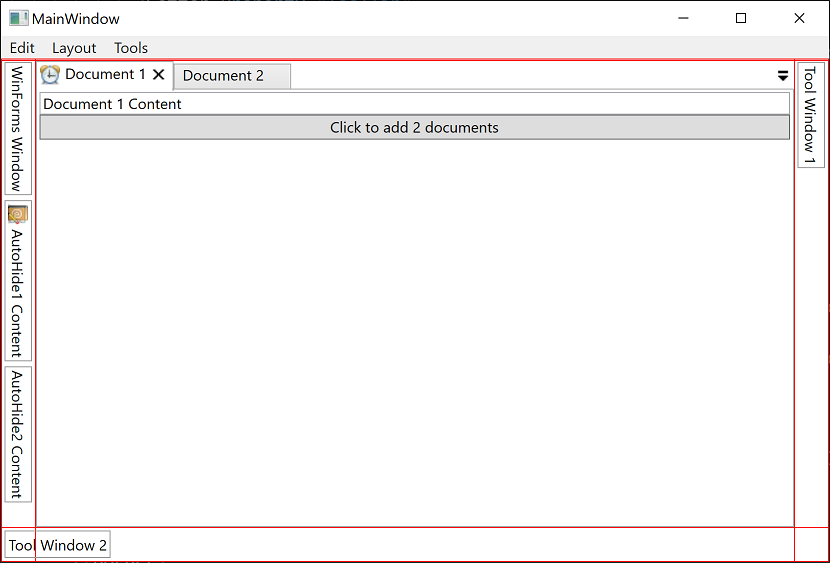 MainWindow
Edit Layout Tools
WinForms Window
AutoHide1 Content
AutoHide2 Content
Document 1
Document 2
Document 1 Content
Click to add 2 documents
Tool Window 1
Tool Window 2